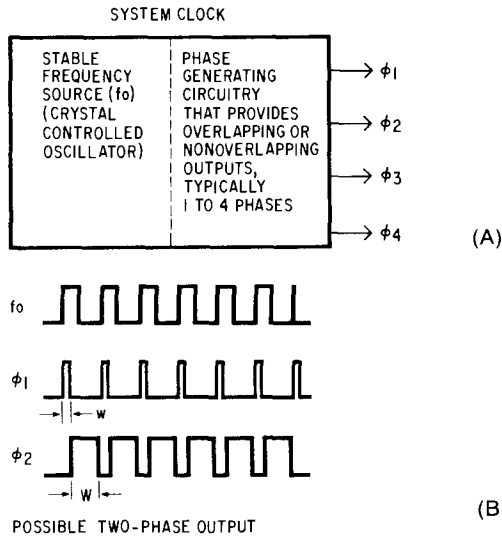 SYSTEM CLOCK
STABLE
FREQUENCY
SOURCE (fo)
(CRYSTAL
CONTROLLED
OSCILLATOR)
PHASE
GENERATING
CIRCUITRY
THAT PROVIDES
OVERLAPPING OR
NONOVERLAPPING
OUTPUTS,
TYPICALLY
1 TO 4 PHASES
ϕ1
ϕ2
ϕ3
ϕ4
(A)
fo
ϕ1
W
ϕ2
W
(B
POSSIBLE TWO-PHASE OUTPUT